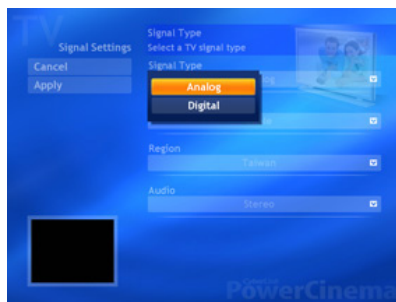 TV
Signal Settings
Cancel
Apply
Signal Type
Select a TV signal type
Signal Type
Analog
Digital
Region
Taiwan
Audio
Stereo
CyberLink
PowerCinema